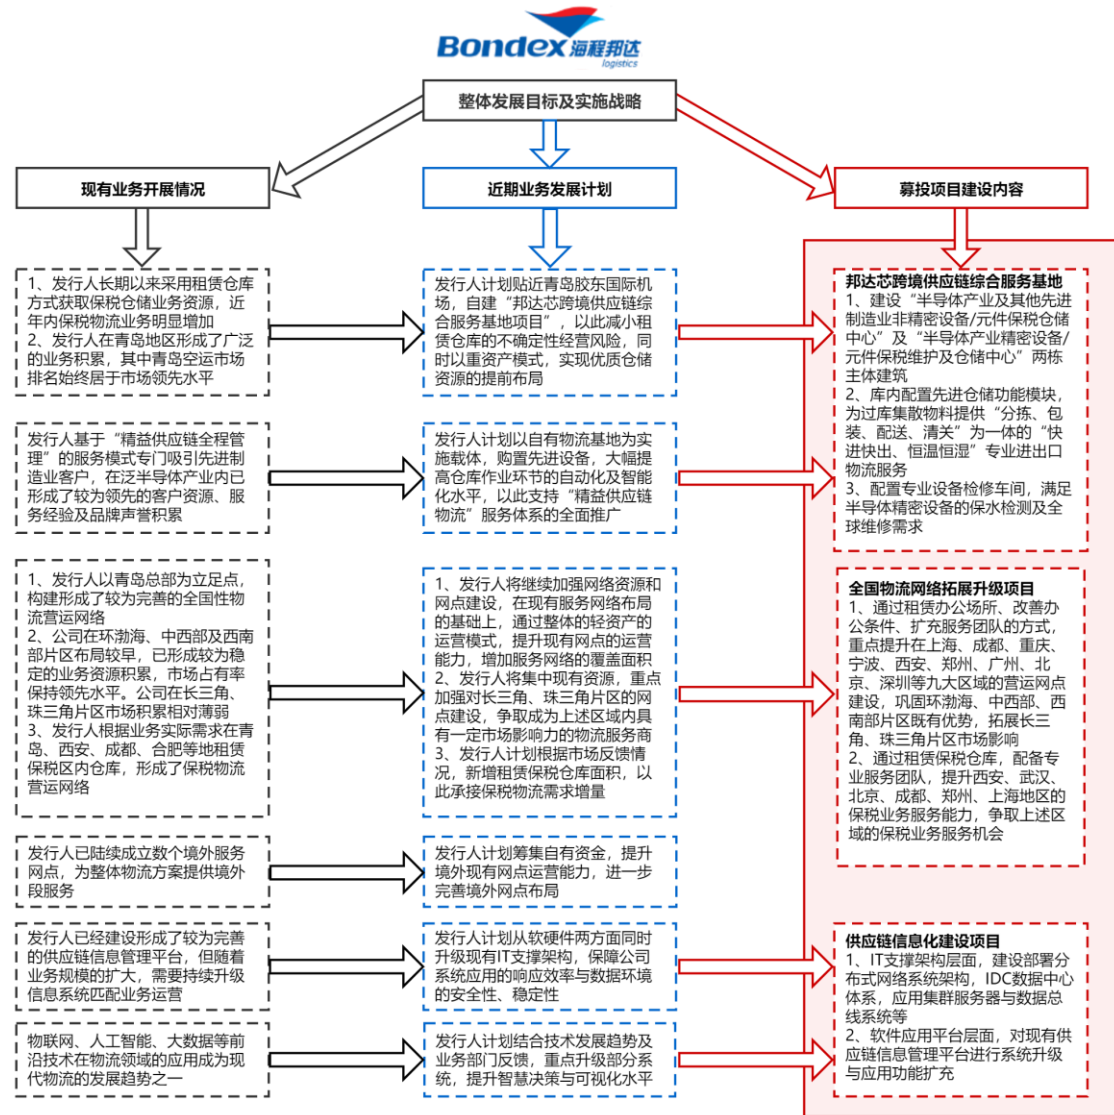 Bondex 海程邦达
logistics
整体发展目标及实施战略
现有业务开展情况
近期业务发展计划
募投项目建设内容
1、发行人长期以来采用租赁仓库
方式获取保税仓储业务资源，近
年内保税物流业务明显增加
2、发行人在青岛地区形成了广泛
的业务积累，其中青岛空运市场
排名始终居于市场领先水平
发行人计划贴近青岛胶东国际机
场，自建“邦达芯跨境供应链综
合服务基地项目”，以此减小租
赁仓库的不确定性经营风险，同
时以重资产模式，实现优质仓储
资源的提前布局
邦达芯跨境供应链综合服务基地
1、建设“半导体产业及其他先进
制造业非精密设备/元件保税仓储
中心”及“半导体产业精密设备/
元件保税维护及仓储中心”两栋
主体建筑
2、库内配置先进仓储功能模块，
为过库集散物料提供“分拣、包
装、配送、清关”为一体的“快
进快出、恒温恒湿”专业进出口
物流服务
3、配置专业设备检修车间，满足
半导体精密设备的保水检测及全
球维修需求
发行人基于“精益供应链全程管
理”的服务模式专门吸引先进制
造业客户，在泛半导体产业内已
形成了较为领先的客户资源、服
务经验及品牌声誉积累
发行人计划以自有物流基地为实
施载体，购置先进设备，大幅提
高仓库作业环节的自动化及智能
化水平，以此支持“精益供应链
物流”服务体系的全面推广
1、发行人以青岛总部为立足点，
构建形成了较为完善的全国性物
流营运网络
2、公司在环渤海、中西部及西南
部片区布局较早，已形成较为稳
定的业务资源积累，市场占有率
保持领先水平。公司在长三角、
珠三角片区市场积累相对薄弱
3、发行人根据业务实际需求在青
岛、西安、成都、合肥等地租赁
保税区内仓库，形成了保税物流
营运网络
1、发行人将继续加强网络资源和
网点建设，在现有服务网络布局
的基础上，通过整体的轻资产的
运营模式，提升现有网点的运营
能力，增加服务网络的覆盖面积
2、发行人将集中现有资源，重点
加强对长三角、珠三角片区的网
点建设，争取成为上述区域内具
有一定市场影响力的物流服务商
3、发行人计划根据市场反馈情
况，新增租赁保税仓库面积，以
此承接保税物流需求增量
全国物流网络拓展升级项目
1、通过租赁办公场所、改善办
公条件、扩充服务团队的方式，
重点提升在上海、成都、重庆、
宁波、西安、郑州、广州、北
京、深圳等九大区域的营运网点
建设，巩固环渤海、中西部、西
南部片区既有优势，拓展长三
角、珠三角片区市场影响
2、通过租赁保税仓库，配备专
业服务团队，提升西安、武汉、
北京、成都、郑州、上海地区的
保税业务服务能力，争取上述区
域的保税业务服务机会
发行人已陆续成立数个境外服务
网点，为整体物流方案提供境外
段服务
发行人计划筹集自有资金，提升
境外现有网点运营能力，进一步
完善境外网点布局
发行人已经建设形成了较为完善
的供应链信息管理平台，但随着
业务规模的扩大，需要持续升级
信息系统匹配业务运营
发行人计划从软硬件两方面同时
升级现有IT支撑架构，保障公司
系统应用的响应效率与数据环境
的安全性、稳定性
供应链信息化建设项目
1、IT支撑架构层面，建设部署分
布式网络系统架构，IDC数据中心
体系，应用集群服务器与数据总
线系统等
2、软件应用平台层面，对现有供
应链信息管理平台进行系统升级
与应用功能扩充
物联网、人工智能、大数据等前
沿技术在物流领域的应用成为现
代物流的发展趋势之一
发行人计划结合技术发展趋势及
业务部门反馈，重点升级部分系
统，提升智慧决策与可视化水平